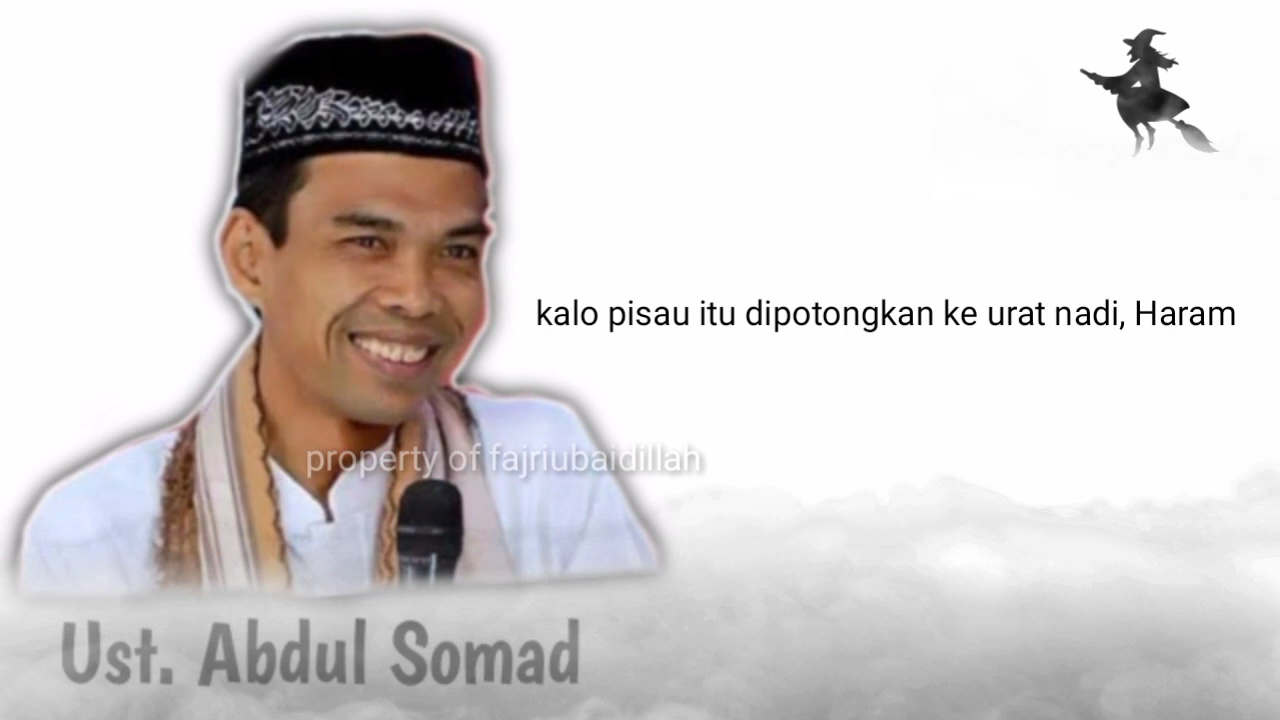 kalo pisau itu dipotongkan ke urat nadi, Haram
property of fajriubaidillah
Ust. Abdul Somad